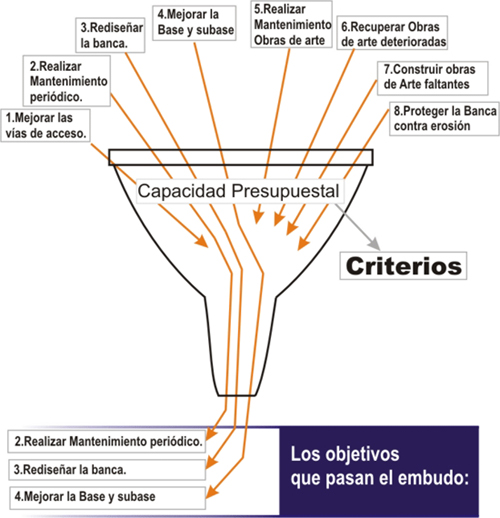 1.Mejorar las
vías de acceso.
2.Realizar
Mantenimiento
periódico.
3.Rediseñar
la banca.
4.Mejorar la
Base y subase
5.Realizar
Mantenimiento
Obras de arte
6.Recuperar Obras
de arte deterioradas
7.Construir obras
de Arte faltantes
8.Proteger la Banca
contra erosión
Capacidad Presupuestal
Criterios
2.Realizar Mantenimiento periódico.
3.Rediseñar la banca.
4.Mejorar la Base y subase
Los objetivos
que pasan el embudo: